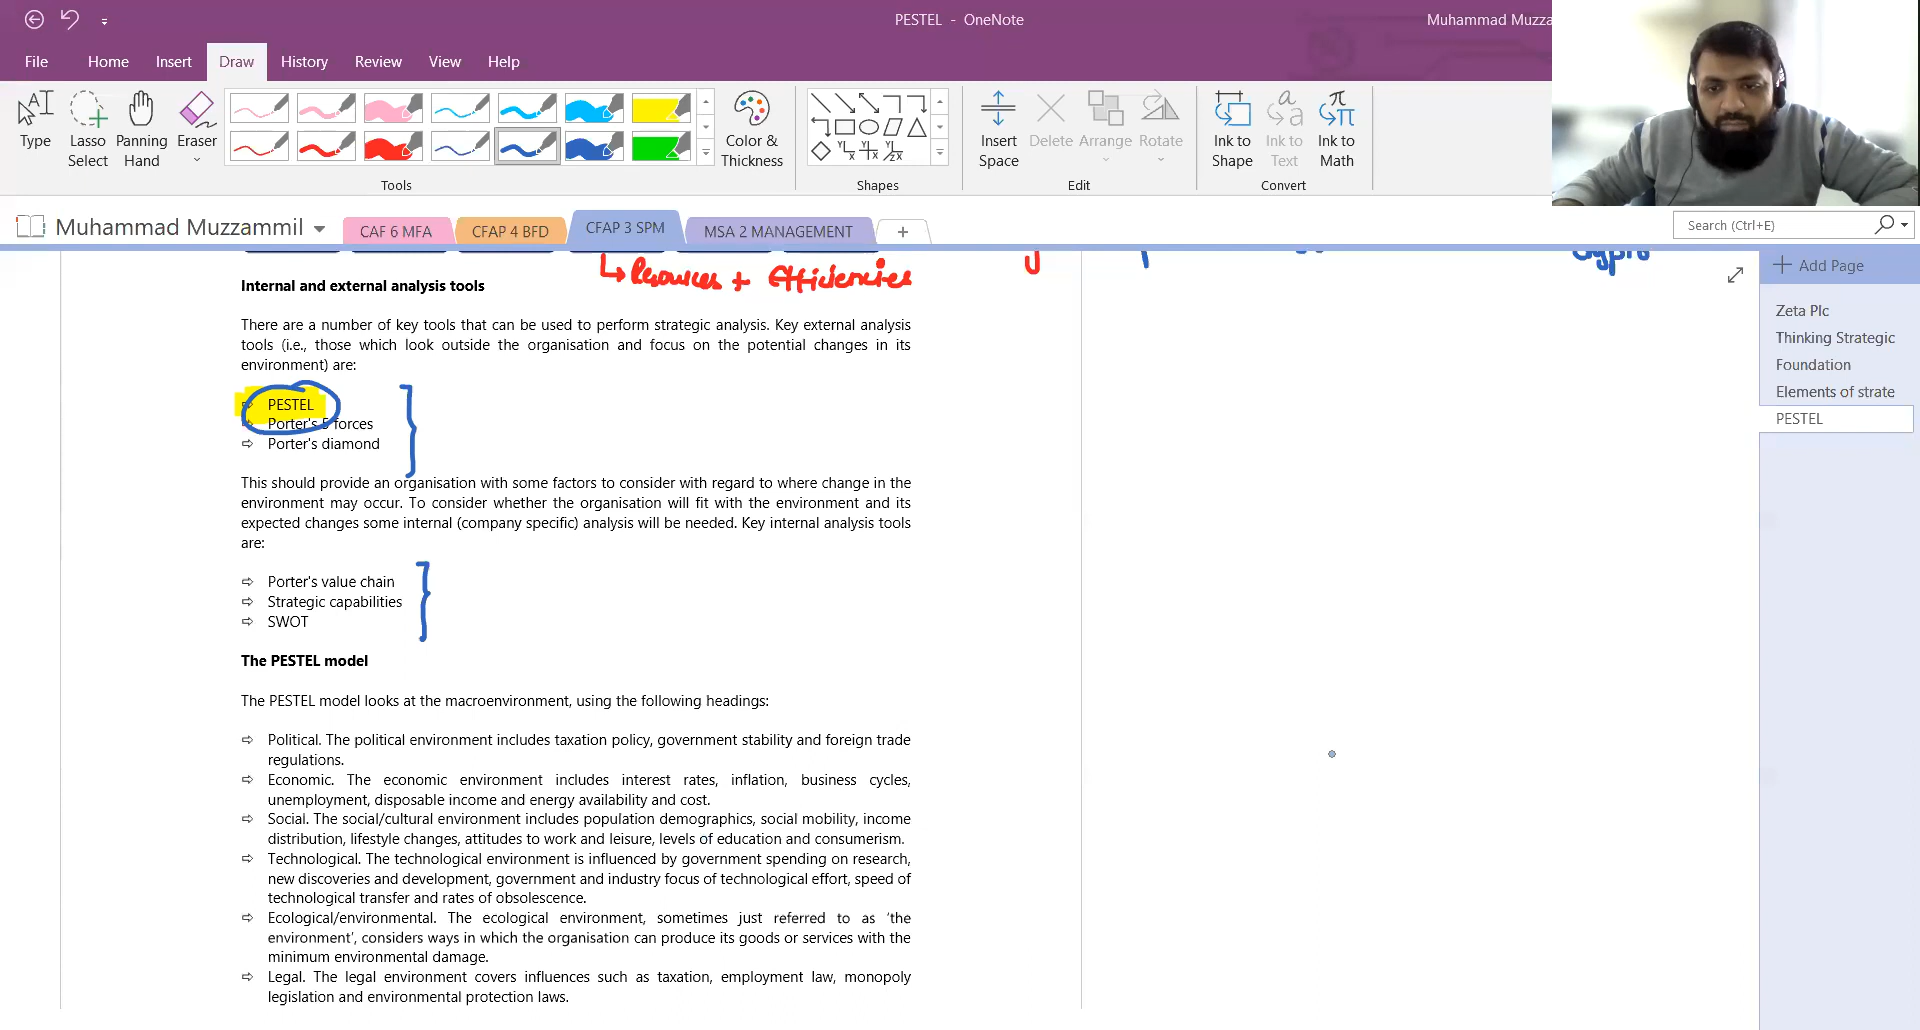 PESTEL - OneNote
Muhammad Muzza
File Home Insert Draw History Review View Help
Type
Lasso Select
Panning Hand
Eraser
Color & Thickness
Insert Space
Delete
Arrange
Rotate
Ink to Shape
Ink to Text
Ink to Math
Tools
Shapes
Edit
Convert
Muhammad Muzzammil
CAF 6 MFA
CFAP 4 BFD
CFAP 3 SPM
MSA 2 MANAGEMENT
Search (Ctrl+E)
Add Page
Zeta Plc
Thinking Strategic
Foundation
Elements of strate
PESTEL
Resources + Efficiencies
Internal and external analysis tools
There are a number of key tools that can be used to perform strategic analysis. Key external analysis
tools (i.e., those which look outside the organisation and focus on the potential changes in its
environment) are:
⇨ PESTEL
⇨ Porter's 5 forces
⇨ Porter's diamond
This should provide an organisation with some factors to consider with regard to where change in the
environment may occur. To consider whether the organisation will fit with the environment and its
expected changes some internal (company specific) analysis will be needed. Key internal analysis tools
are:
⇨ Porter's value chain
⇨ Strategic capabilities
⇨ SWOT
The PESTEL model
The PESTEL model looks at the macroenvironment, using the following headings:
⇨ Political. The political environment includes taxation policy, government stability and foreign trade
regulations.
⇨ Economic. The economic environment includes interest rates, inflation, business cycles,
unemployment, disposable income and energy availability and cost.
⇨ Social. The social/cultural environment includes population demographics, social mobility, income
distribution, lifestyle changes, attitudes to work and leisure, levels of education and consumerism.
⇨ Technological. The technological environment is influenced by government spending on research,
new discoveries and development, government and industry focus of technological effort, speed of
technological transfer and rates of obsolescence.
⇨ Ecological/environmental. The ecological environment, sometimes just referred to as ‘the
environment’, considers ways in which the organisation can produce its goods or services with the
minimum environmental damage.
⇨ Legal. The legal environment covers influences such as taxation, employment law, monopoly
legislation and environmental protection laws.